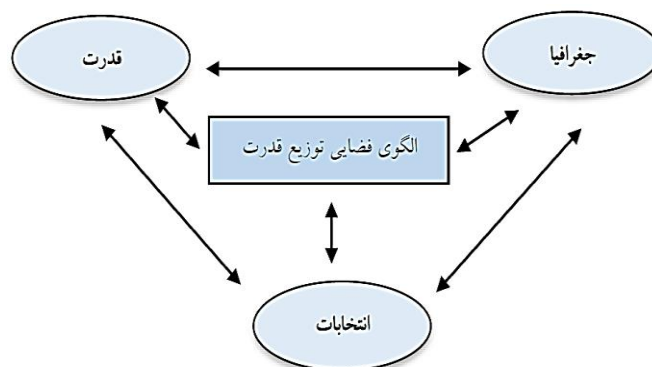 جغرافیا
قدرت
الگوی فضایی توزیع قدرت
انتخابات